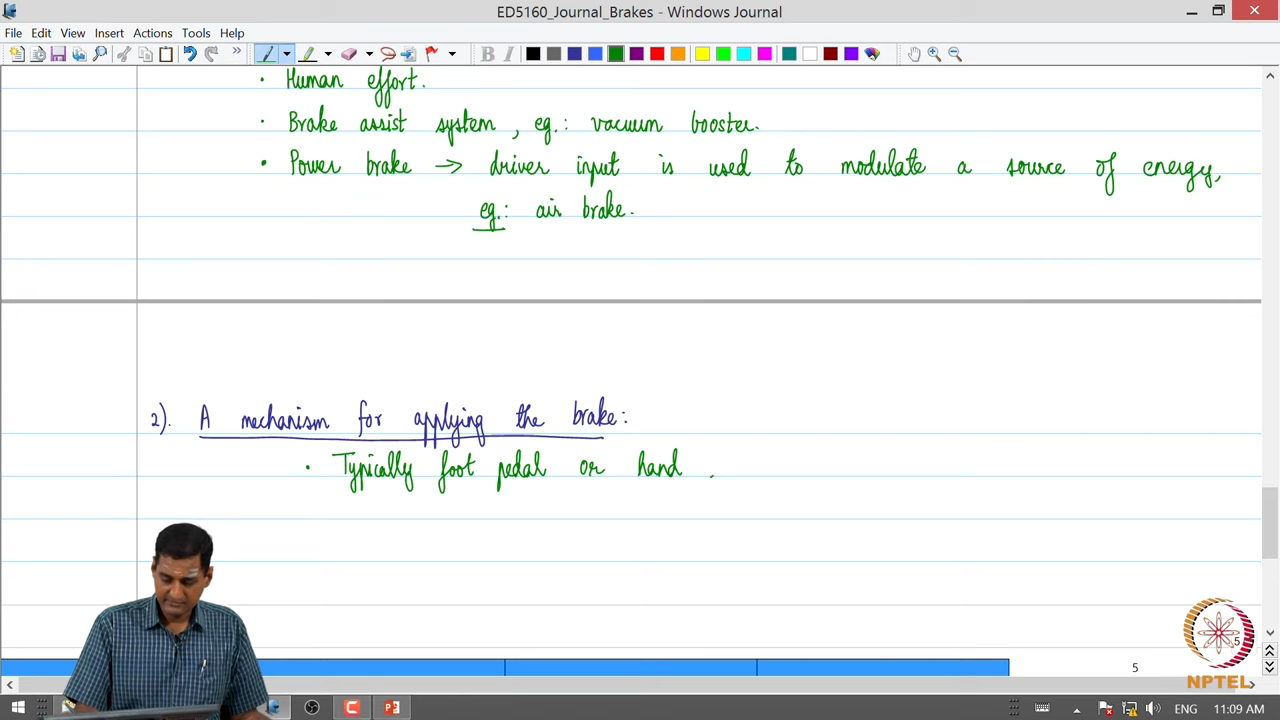 ED5160_Journal_Brakes - Windows Journal
File Edit View Insert Actions Tools Help
B I
· Human effort.
· Brake assist system, eg.: vacuum booster.
· Power brake → driver input is used to modulate a source of energy,
eg.: air brake.
2). A mechanism for applying the brake:
· Typically foot pedal or hand
5
NPTEL
5
ENG 11:09 AM